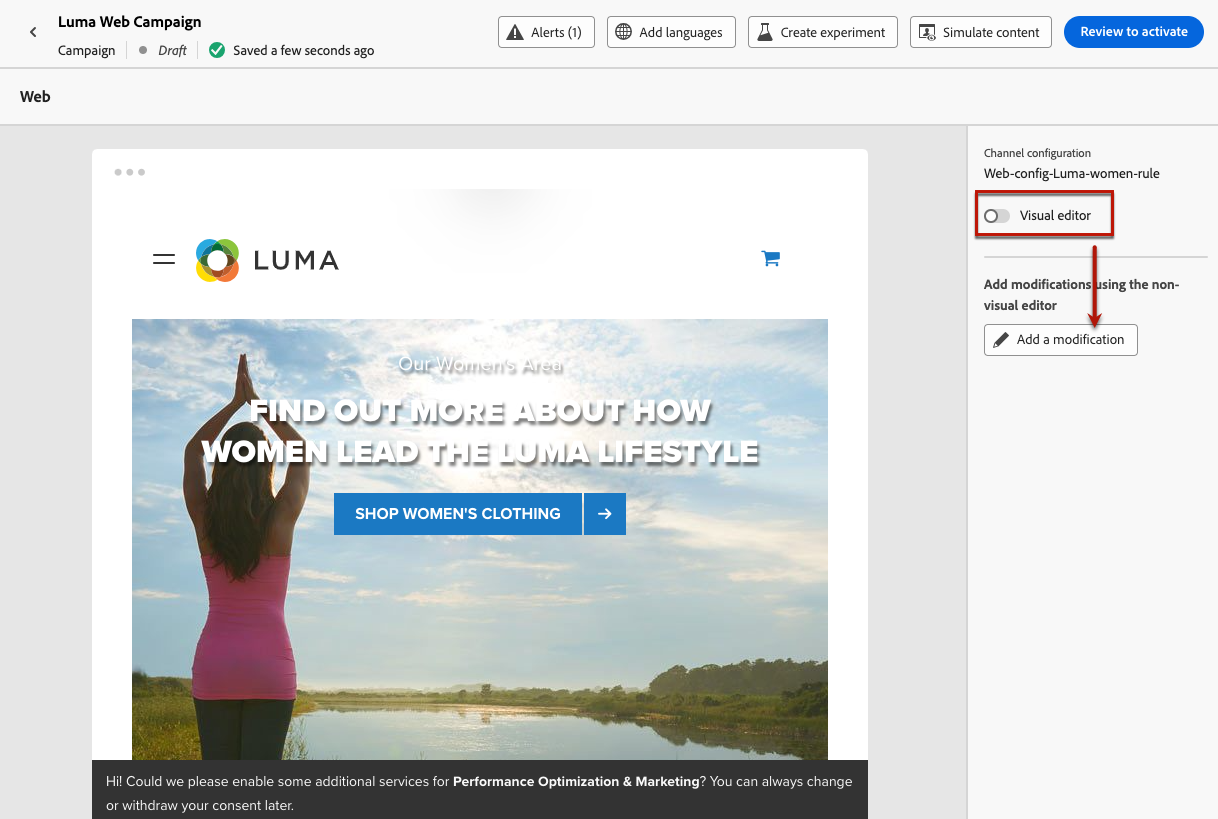 Luma Web Campaign
Campaign
Draft
Saved a few seconds ago
Alerts (1)
Add languages
Create experiment
Simulate content
Review to activate
Web
Channel configuration
Web-config-Luma-women-rule
Visual editor
Add modifications using the non-
visual editor
Add a modification
LUMA
Our Women's Area
FIND OUT MORE ABOUT HOW
WOMEN LEAD THE LUMA LIFESTYLE
SHOP WOMEN'S CLOTHING
Hi! Could we please enable some additional services for Performance Optimization & Marketing? You can always change
or withdraw your consent later.